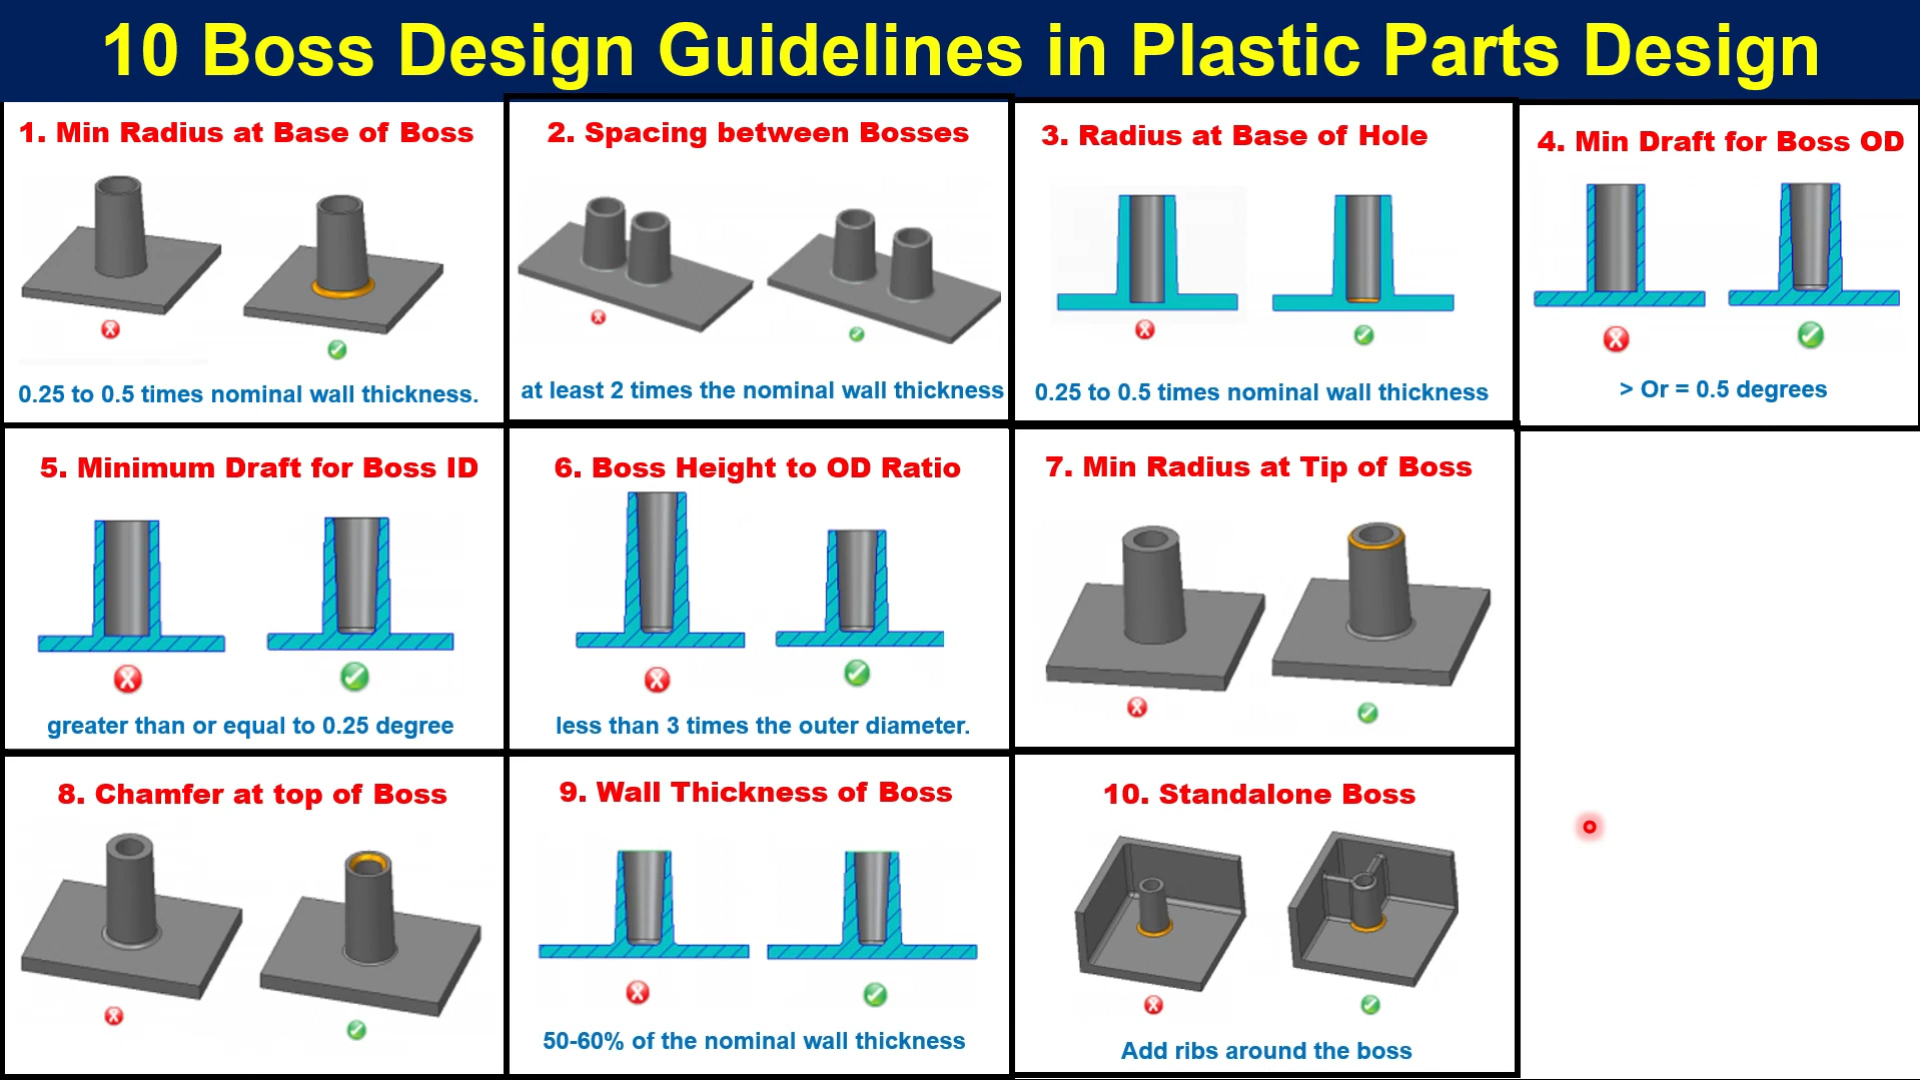 10 Boss Design Guidelines in Plastic Parts Design
1. Min Radius at Base of Boss
0.25 to 0.5 times nominal wall thickness.
2. Spacing between Bosses
at least 2 times the nominal wall thickness
3. Radius at Base of Hole
0.25 to 0.5 times nominal wall thickness
4. Min Draft for Boss OD
> Or = 0.5 degrees
5. Minimum Draft for Boss ID
greater than or equal to 0.25 degree
6. Boss Height to OD Ratio
less than 3 times the outer diameter.
7. Min Radius at Tip of Boss
8. Chamfer at top of Boss
9. Wall Thickness of Boss
50-60% of the nominal wall thickness
10. Standalone Boss
Add ribs around the boss